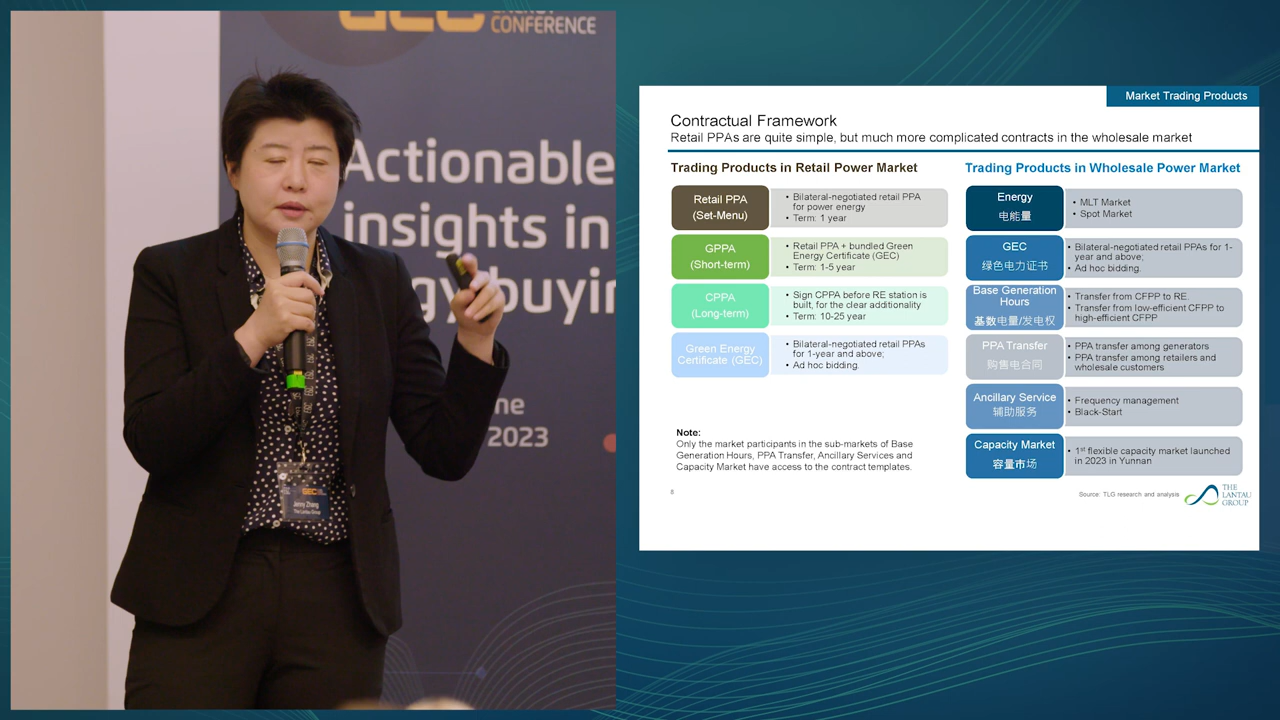 ENERGY
GEC CONFERENCE
Actionable
insights in
buyin
ne
2023
GEC
Jenny Zhang
The Lantau Group
Market Trading Products
Contractual Framework
Retail PPAs are quite simple, but much more complicated contracts in the wholesale market
Trading Products in Retail Power Market
Retail PPA
(Set-Menu)
• Bilateral-negotiated retail PPA
for power energy
• Term: 1 year
GPPA
(Short-term)
• Retail PPA + bundled Green
Energy Certificate (GEC)
• Term: 1-5 year
CPPA
(Long-term)
• Sign CPPA before RE station is
built, for the clear additionality
• Term: 10-25 year
Green Energy
Certificate (GEC)
• Bilateral-negotiated retail PPAs
for 1-year and above;
• Ad hoc bidding.
Note:
Only the market participants in the sub-markets of Base
Generation Hours, PPA Transfer, Ancillary Services and
Capacity Market have access to the contract templates.
8
Trading Products in Wholesale Power Market
Energy
电能量
• MLT Market
• Spot Market
GEC
绿色电力证书
• Bilateral-negotiated retail PPAs for 1-
year and above;
• Ad hoc bidding.
Base Generation
Hours
基数电量/发电权
• Transfer from CFPP to RE.
• Transfer from low-efficient CFPP to
high-efficient CFPP
PPA Transfer
购售电合同
• PPA transfer among generators
• PPA transfer among retailers and
wholesale customers
Ancillary Service
辅助服务
• Frequency management
• Black-Start
Capacity Market
容量市场
• 1st flexible capacity market launched
in 2023 in Yunnan
Source: TLG research and analysis
THE
LANTAU
GROUP